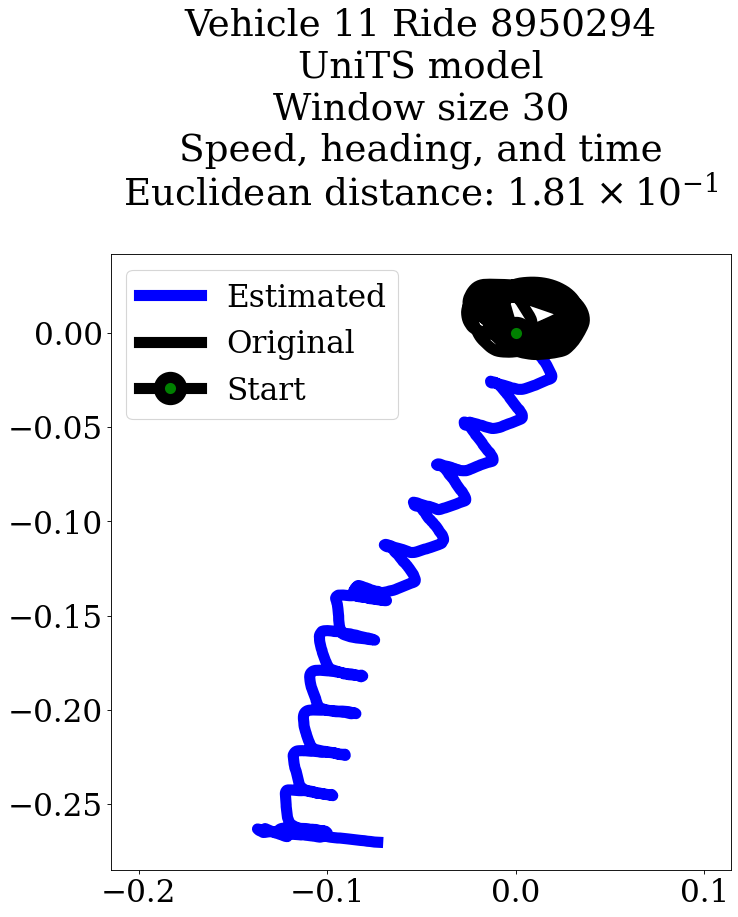 Vehicle 11 Ride 8950294
UniTS model
Window size 30
Speed, heading, and time
Euclidean distance: 1.81 × 10⁻¹
Estimated
Original
Start
0.00
−0.05
−0.10
−0.15
−0.20
−0.25
−0.2 −0.1 0.0 0.1